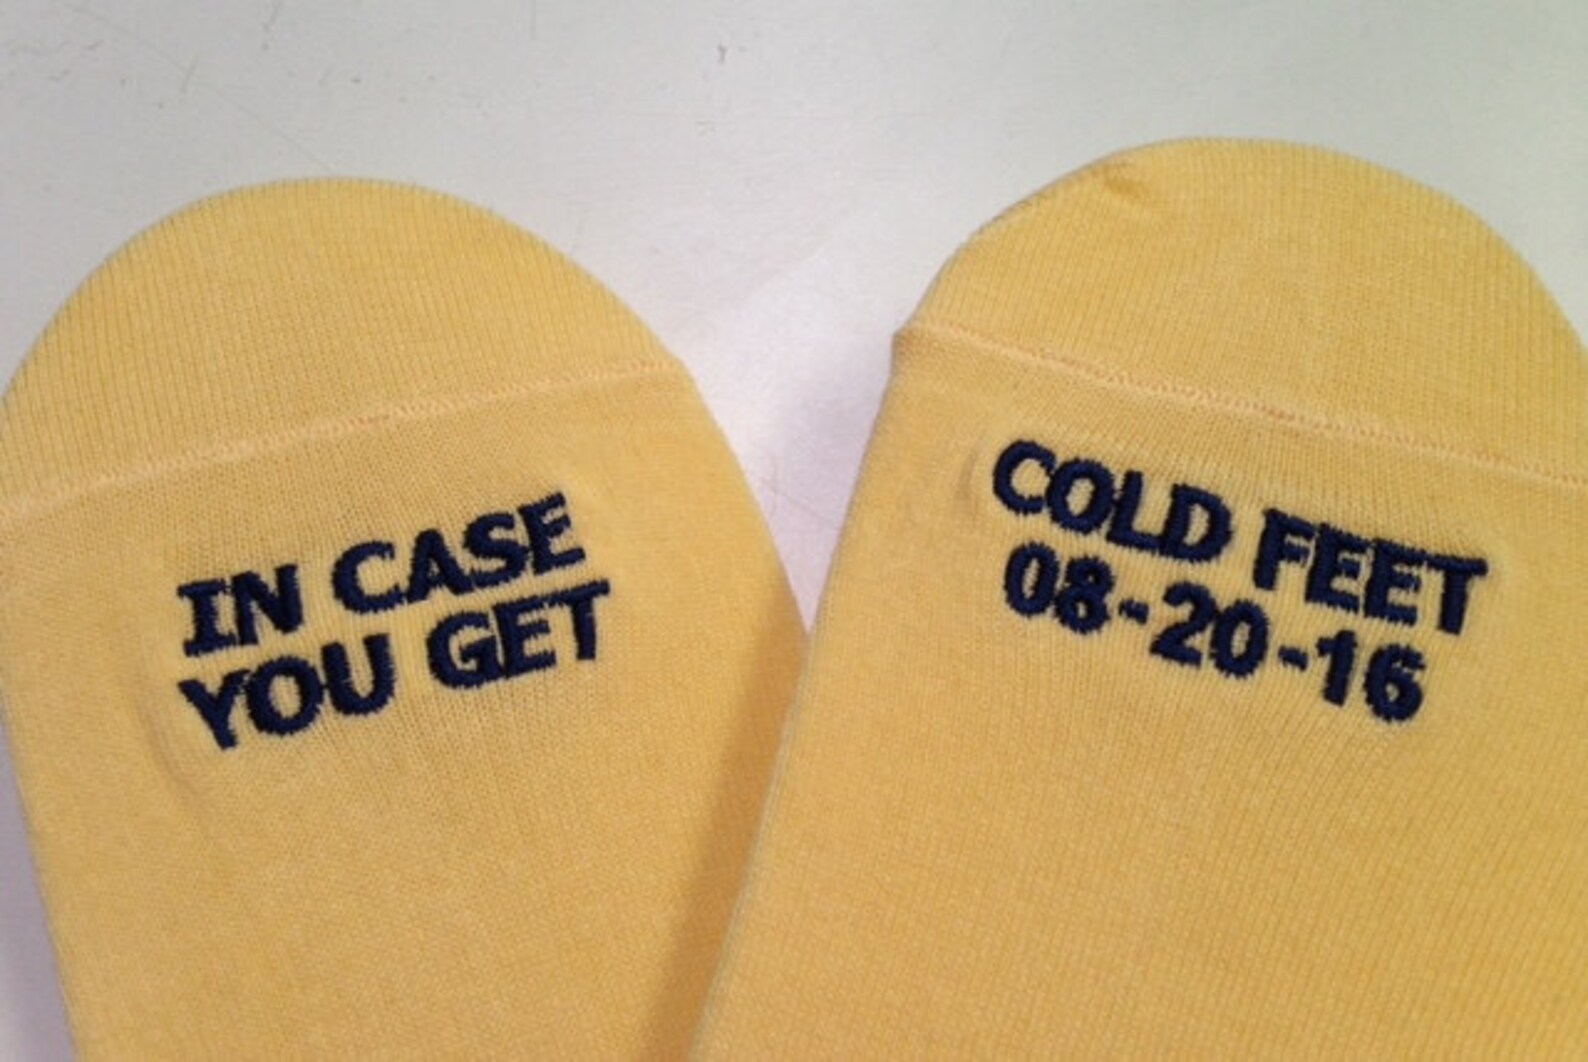 IN CASE
YOU GET
COLD FEET
08-20-16